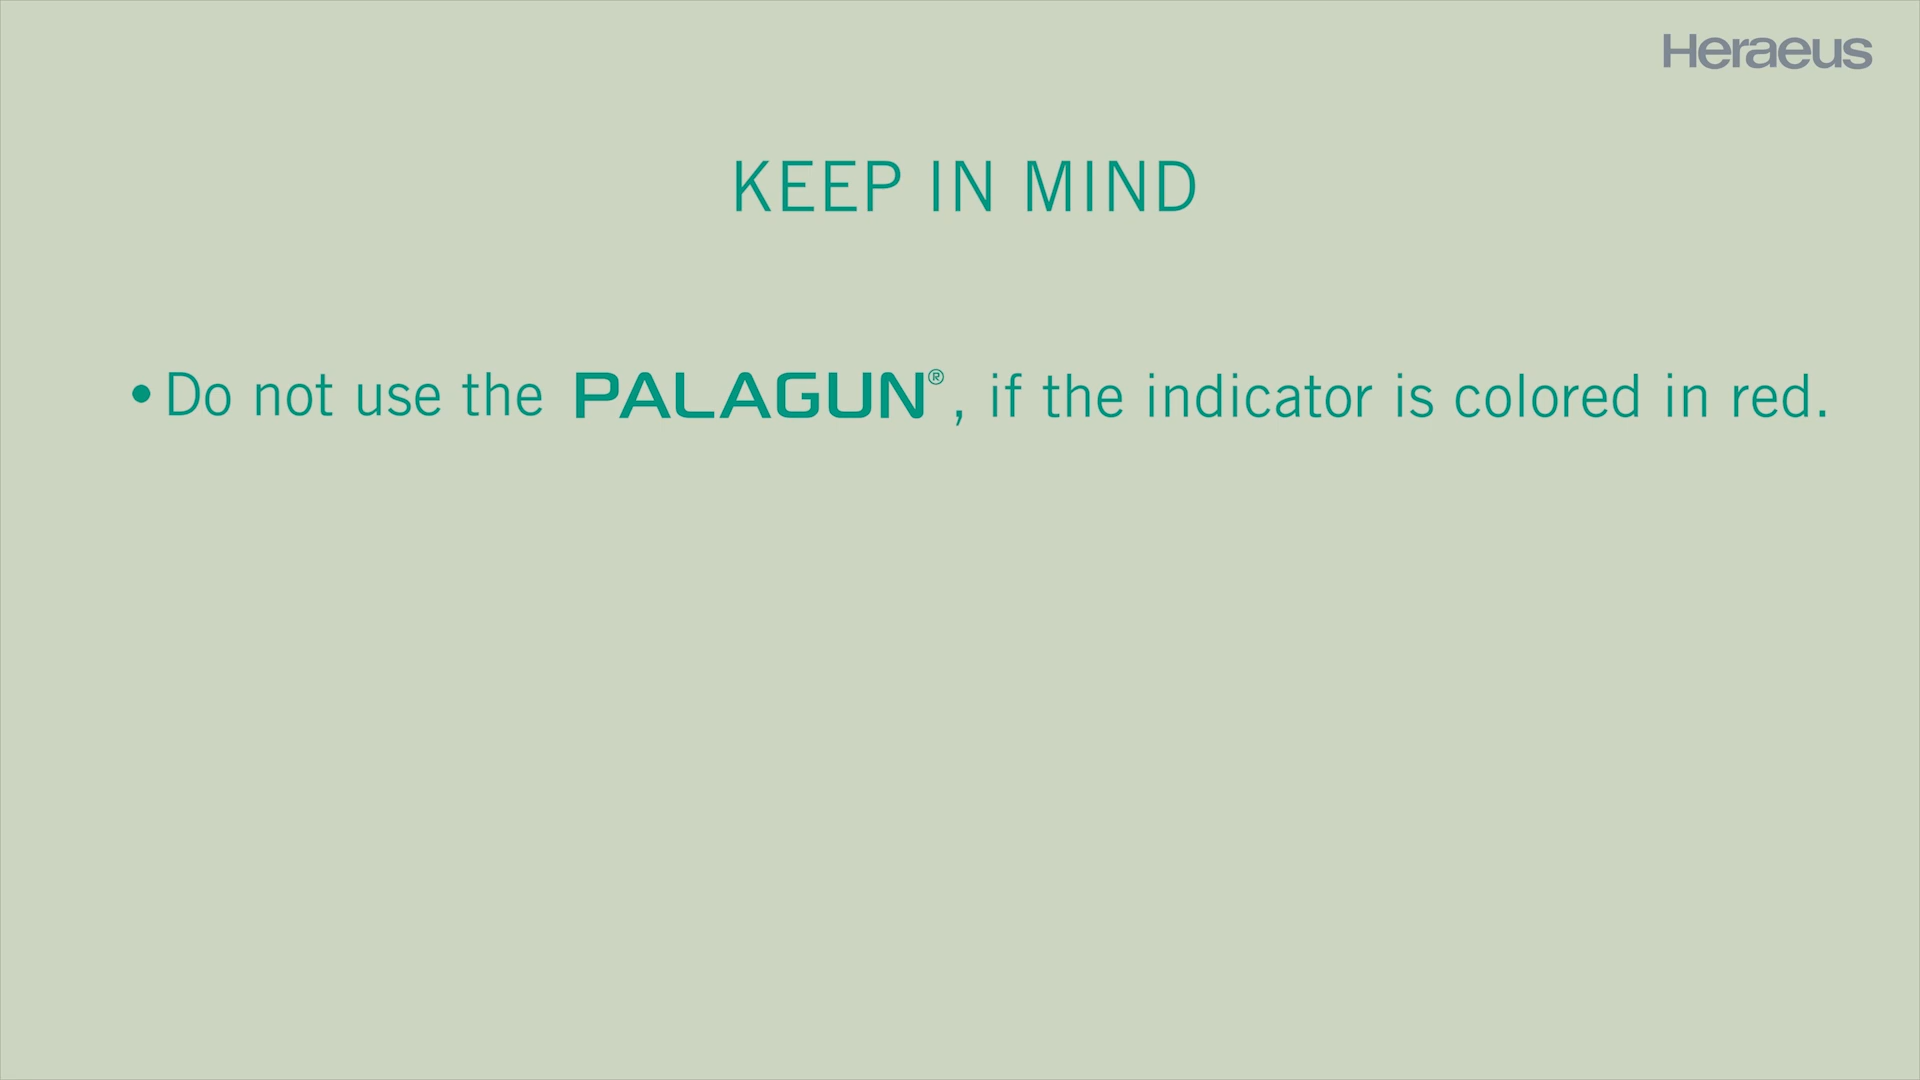 Heraeus
KEEP IN MIND
•Do not use the PALAGUN®, if the indicator is colored in red.